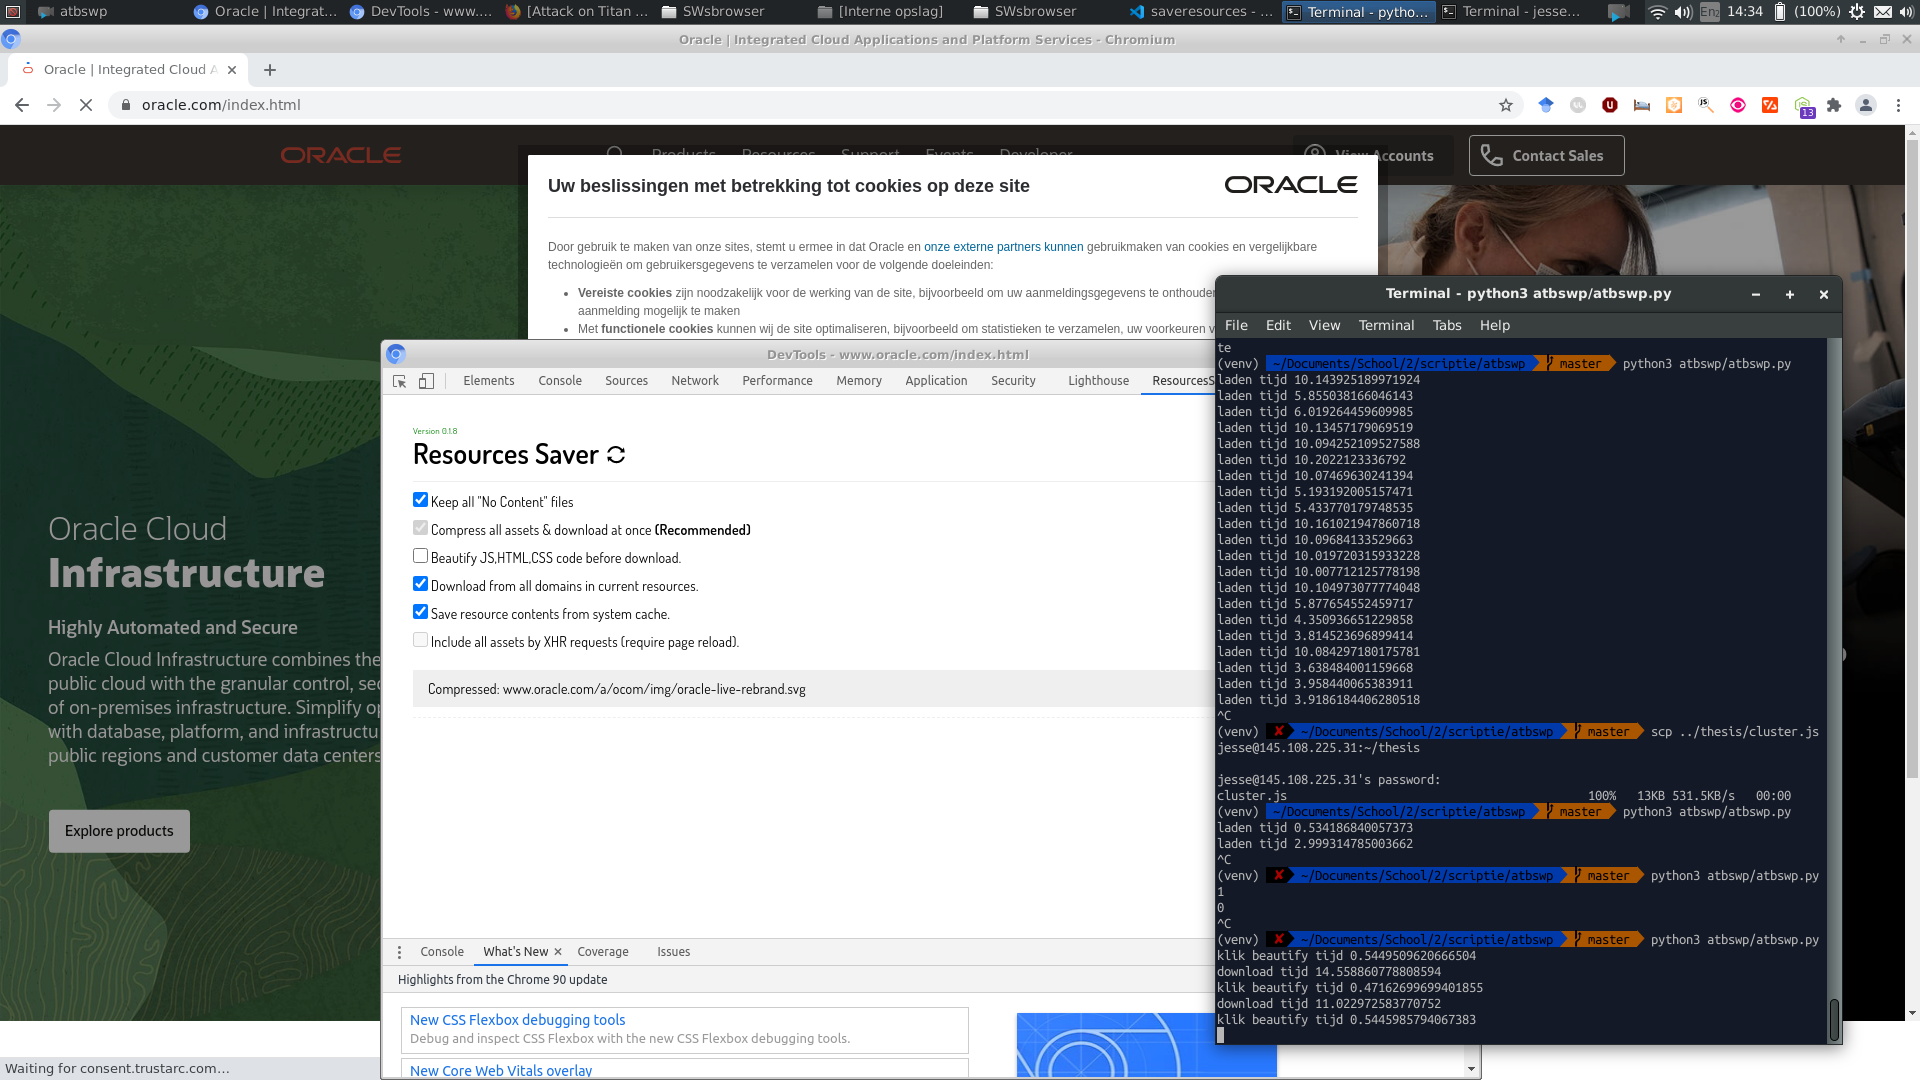 atbswp
Oracle | Integrat...
DevTools - www....
[Attack on Titan ...
SWsbrowser
[Interne opslag]
SWsbrowser
saveresources - ...
Terminal - pytho...
Terminal - jesse...
En2
14:34
(100%)
Oracle | Integrated Cloud Applications and Platform Services - Chromium
Oracle | Integrated Cloud A
oracle.com/index.html
13
ORACLE
Products Resources Support Events Developer
View Accounts
Contact Sales
Uw beslissingen met betrekking tot cookies op deze site
ORACLE
Door gebruik te maken van onze sites, stemt u ermee in dat Oracle en onze externe partners kunnen gebruikmaken van cookies en vergelijkbare
technologieën om gebruikersgegevens te verzamelen voor de volgende doeleinden:
• Vereiste cookies zijn noodzakelijk voor de werking van de site, bijvoorbeeld om uw aanmeldingsgegevens te onthouden
aanmelding mogelijk te maken
• Met functionele cookies kunnen wij de site optimaliseren, bijvoorbeeld om statistieken te verzamelen, uw voorkeuren v
Oracle Cloud
Infrastructure
Highly Automated and Secure
Oracle Cloud Infrastructure combines the
public cloud with the granular control, sec
of on-premises infrastructure. Simplify op
with database, platform, and infrastructu
public regions and customer data centers
Explore products
Waiting for consent.trustarc.com...
DevTools - www.oracle.com/index.html
Elements Console Sources Network Performance Memory Application Security Lighthouse ResourcesS
Version 0.1.8
Resources Saver
Keep all "No Content" files
Compress all assets & download at once (Recommended)
Beautify JS,HTML,CSS code before download.
Download from all domains in current resources.
Save resource contents from system cache.
Include all assets by XHR requests (require page reload).
Compressed: www.oracle.com/a/ocom/img/oracle-live-rebrand.svg
Console What's New × Coverage Issues
Highlights from the Chrome 90 update
New CSS Flexbox debugging tools
Debug and inspect CSS Flexbox with the new CSS Flexbox debugging tools.
New Core Web Vitals overlay
Terminal - python3 atbswp/atbswp.py
File Edit View Terminal Tabs Help
te
(venv) ~/Documents/School/2/scriptie/atbswp master python3 atbswp/atbswp.py
laden tijd 10.143925189971924
laden tijd 5.855038166046143
laden tijd 6.019264459609985
laden tijd 10.13457179069519
laden tijd 10.094252109527588
laden tijd 10.2022123336792
laden tijd 10.07469630241394
laden tijd 5.193192005157471
laden tijd 5.433770179748535
laden tijd 10.161021947860718
laden tijd 10.09684133529663
laden tijd 10.019720315933228
laden tijd 10.007712125778198
laden tijd 10.104973077774048
laden tijd 5.877654552459717
laden tijd 4.350936651229858
laden tijd 3.814523696899414
laden tijd 10.084297180175781
laden tijd 3.638484001159668
laden tijd 3.958440065383911
laden tijd 3.9186184406280518
^C
(venv) ✘ ~/Documents/School/2/scriptie/atbswp master scp ../thesis/cluster.js
jesse@145.108.225.31:~/thesis
jesse@145.108.225.31's password:
cluster.js 100% 13KB 531.5KB/s 00:00
(venv) ~/Documents/School/2/scriptie/atbswp master python3 atbswp/atbswp.py
laden tijd 0.534186840057373
laden tijd 2.999314785003662
^C
(venv) ✘ ~/Documents/School/2/scriptie/atbswp master python3 atbswp/atbswp.py
1
0
^C
(venv) ✘ ~/Documents/School/2/scriptie/atbswp master python3 atbswp/atbswp.py
klik beautify tijd 0.5449509620666504
download tijd 14.558860778808594
klik beautify tijd 0.47162699699401855
download tijd 11.022972583770752
klik beautify tijd 0.5445985794067383